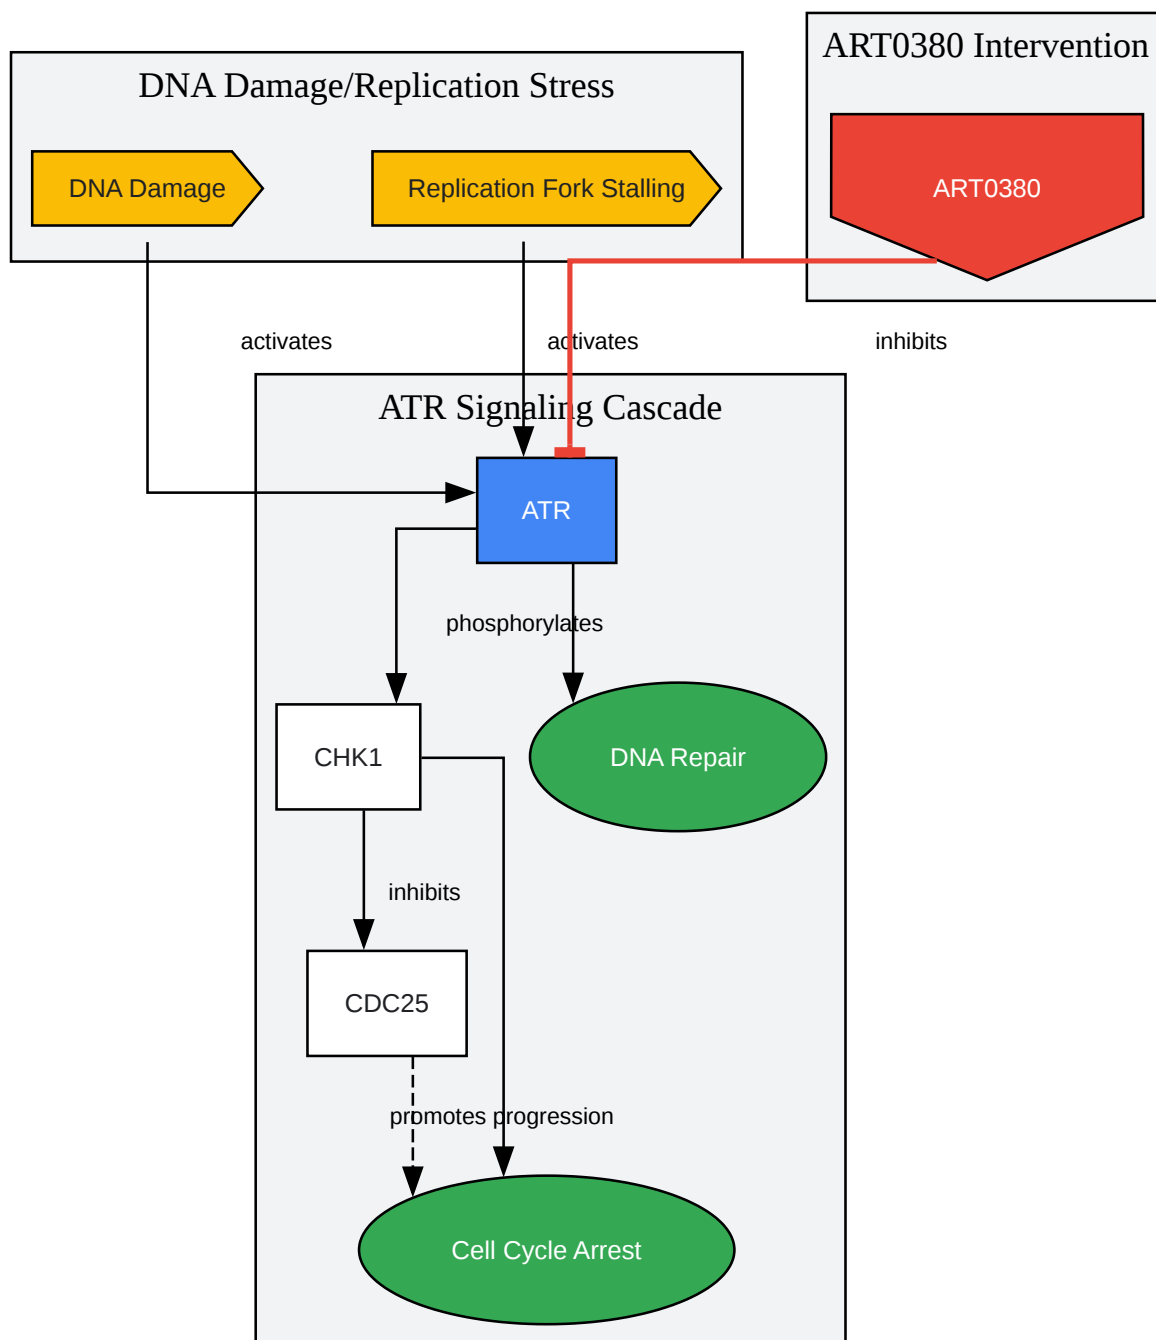 ART0380 Intervention
DNA Damage/Replication Stress
DNA Damage
Replication Fork Stalling
ART0380
activates
activates
inhibits
ATR Signaling Cascade
ATR
phosphorylates
CHK1
DNA Repair
inhibits
CDC25
promotes progression
Cell Cycle Arrest